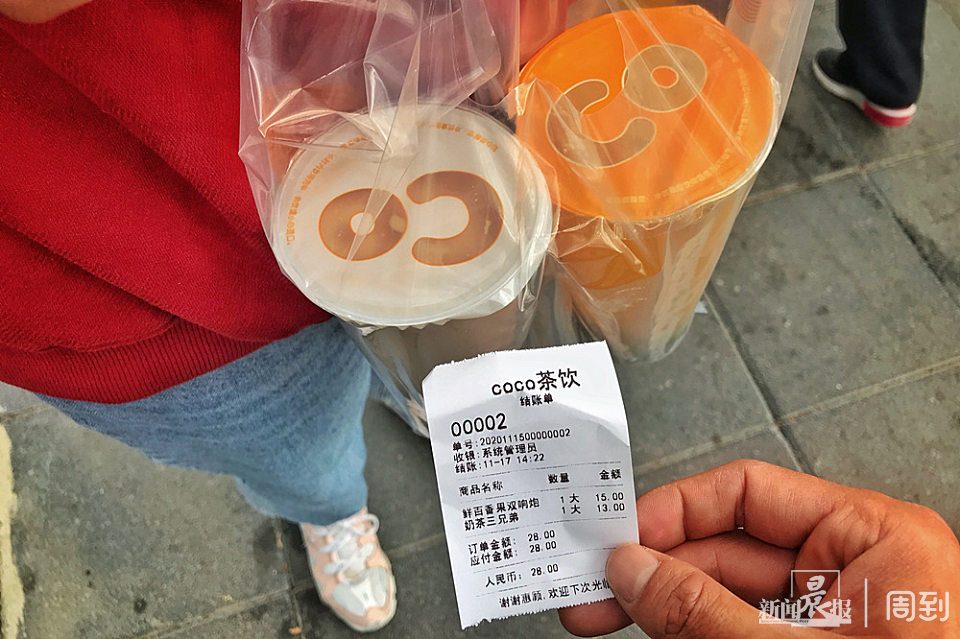 CO
CO
coco茶饮
结账单
00002
单号:2020111500000002
收银:系统管理员
结账:11-17 14:22
商品名称 数量 金额
鲜百香果双响炮 1 大 15.00
奶茶三兄弟 1 大 13.00
订单金额: 28.00
应付金额: 28.00
人民币: 28.00
谢谢惠顾,欢迎下次光临
新闻晨报 周到